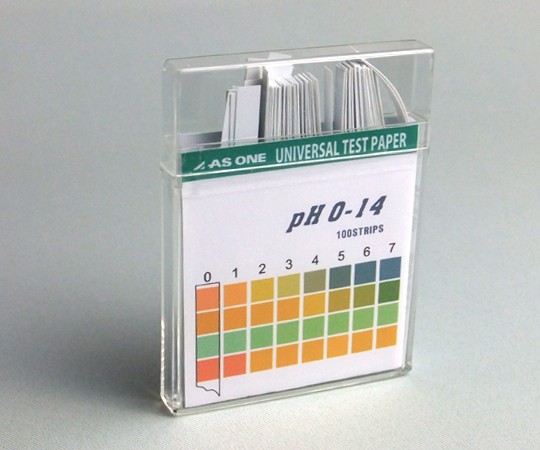 AS ONE UNIVERSAL TEST PAPER
pH 0-14
100STRIPS
0 1 2 3 4 5 6 7